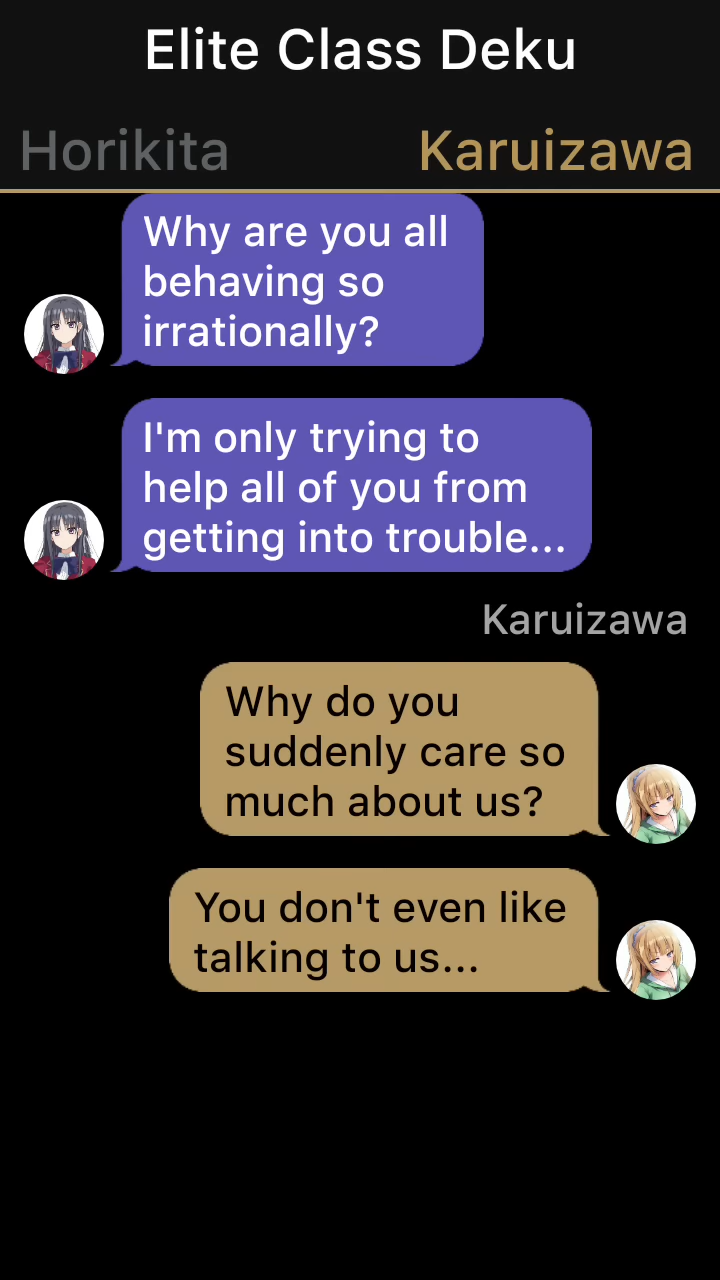 Elite Class Deku
Horikita
Karuizawa
Why are you all
behaving so
irrationally?
I'm only trying to
help all of you from
getting into trouble...
Karuizawa
Why do you
suddenly care so
much about us?
You don't even like
talking to us...